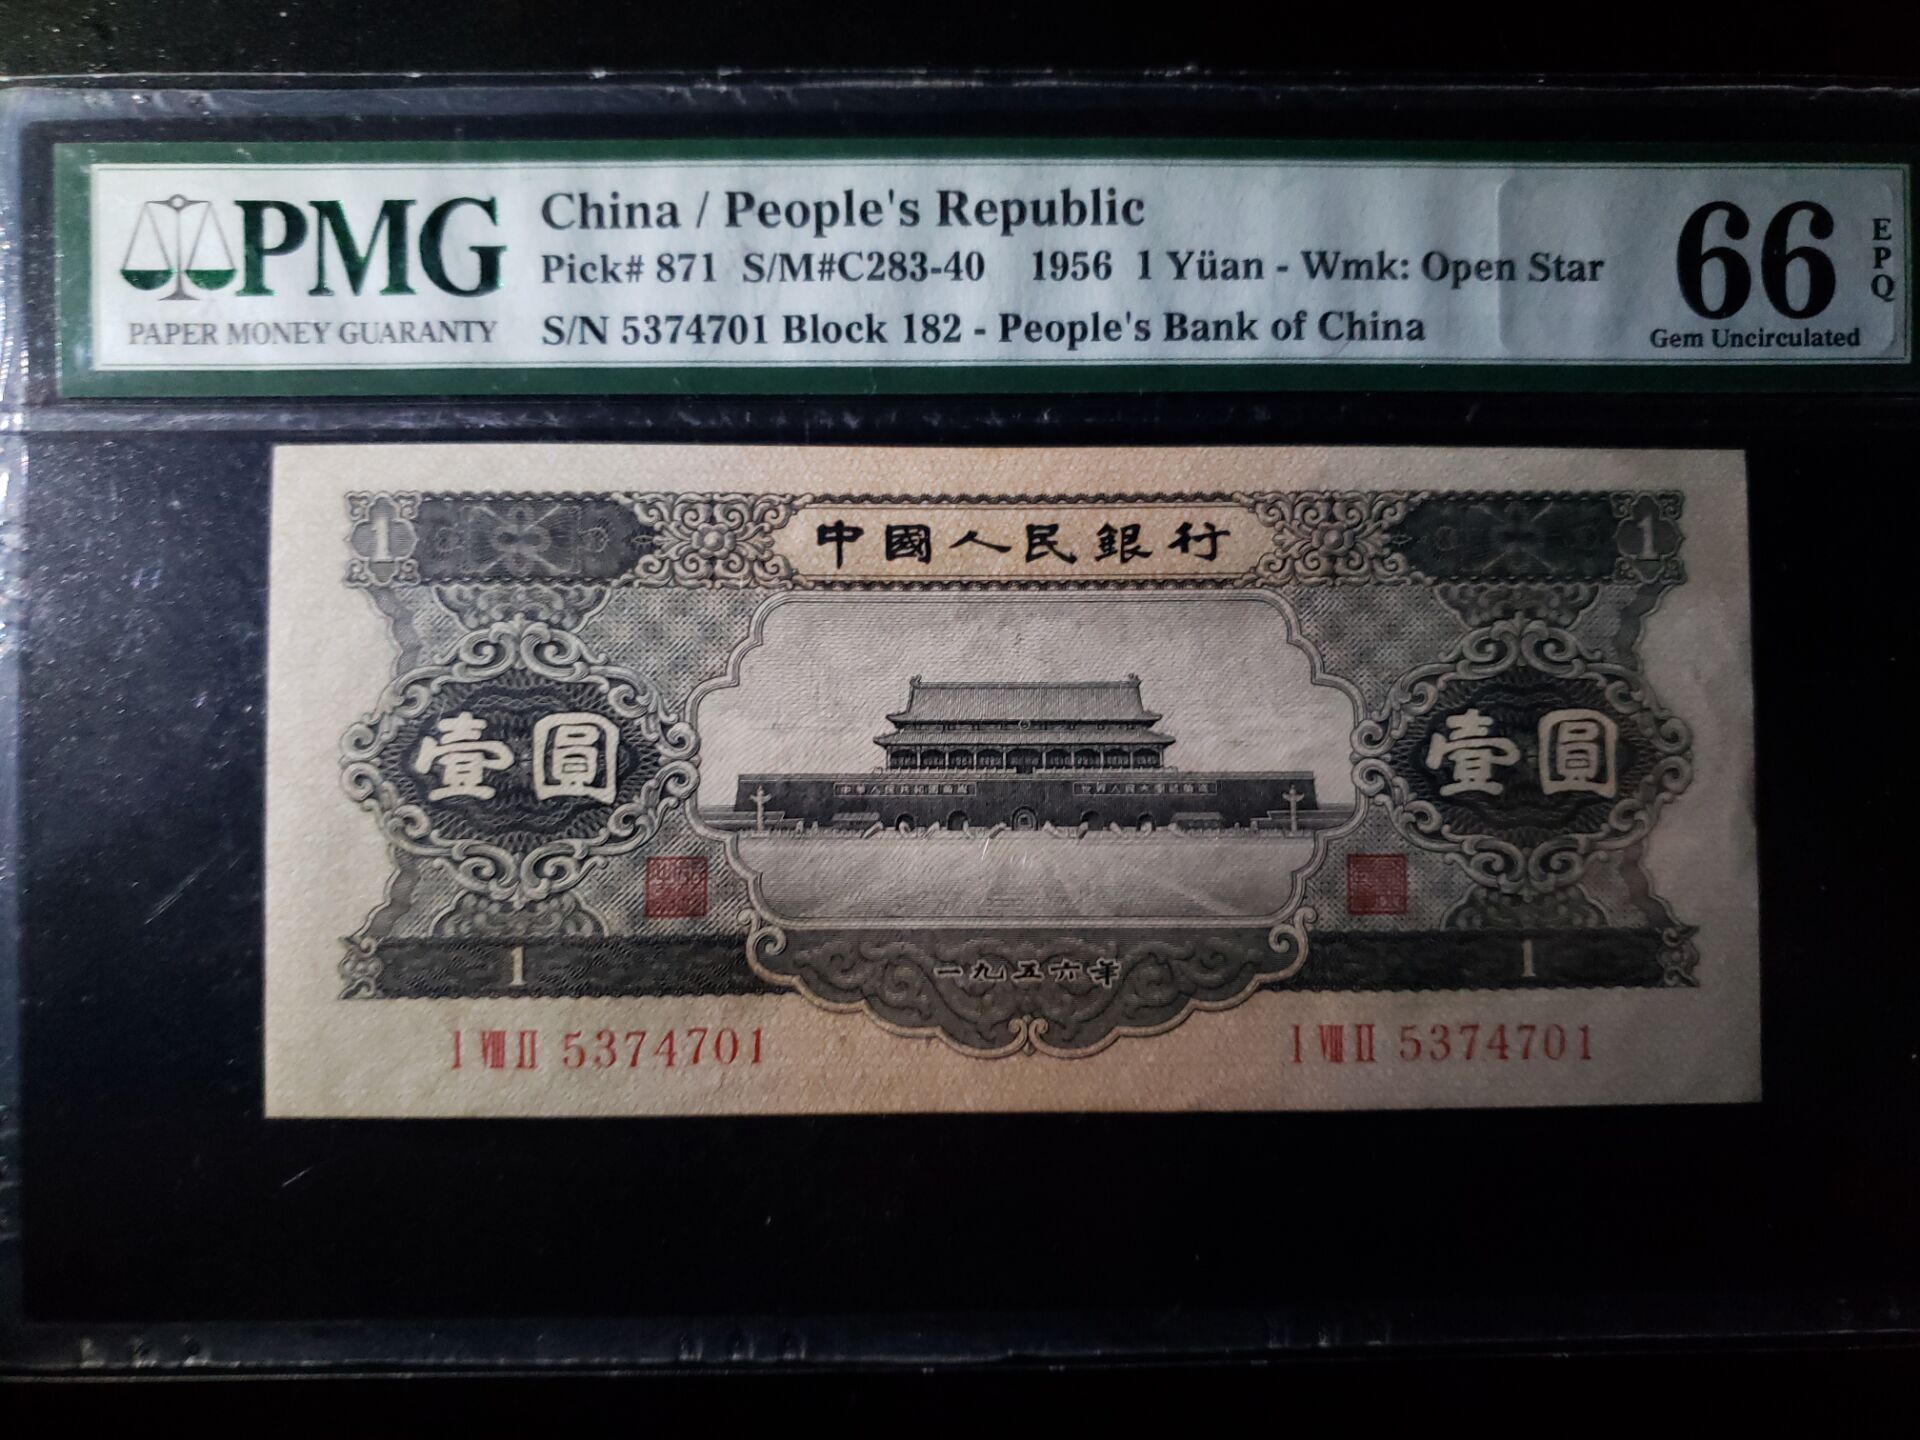 PMG
PAPER MONEY GUARANTY
China / People's Republic
Pick# 871 S/M#C283-40 1956 1 Yüan - Wmk: Open Star
S/N 5374701 Block 182 - People's Bank of China
66
EPQ
Gem Uncirculated
1 中國人民銀行 1
壹圓 壹圓
1 一九五六年 1
I VIII II 5374701 I VIII II 5374701